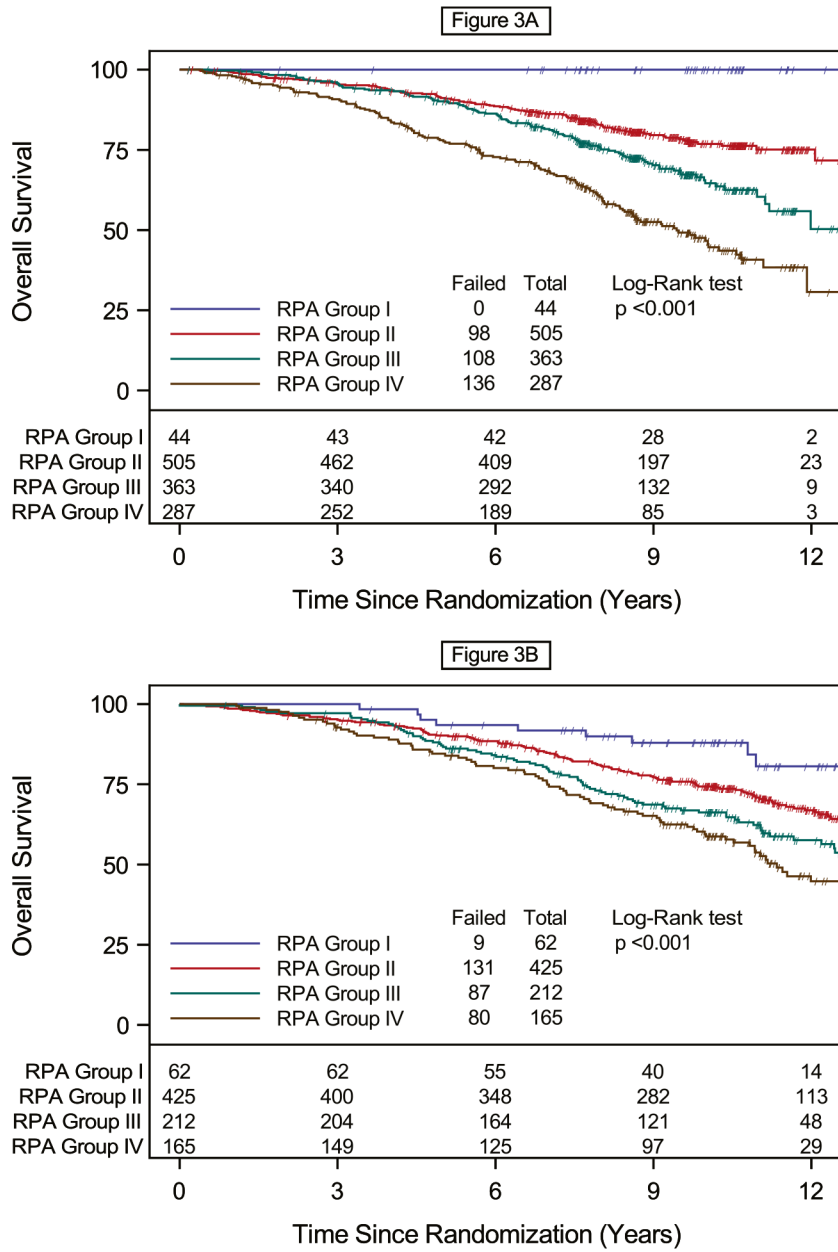 Figure 3A
100
75
50
25
0
Overall Survival
Failed Total Log-Rank test
RPA Group I 0 44 p <0.001
RPA Group II 98 505
RPA Group III 108 363
RPA Group IV 136 287
RPA Group I 44 43 42 28 2
RPA Group II 505 462 409 197 23
RPA Group III 363 340 292 132 9
RPA Group IV 287 252 189 85 3
0 3 6 9 12
Time Since Randomization (Years)
Figure 3B
100
75
50
25
0
Overall Survival
Failed Total Log-Rank test
RPA Group I 9 62 p <0.001
RPA Group II 131 425
RPA Group III 87 212
RPA Group IV 80 165
RPA Group I 62 62 55 40 14
RPA Group II 425 400 348 282 113
RPA Group III 212 204 164 121 48
RPA Group IV 165 149 125 97 29
0 3 6 9 12
Time Since Randomization (Years)